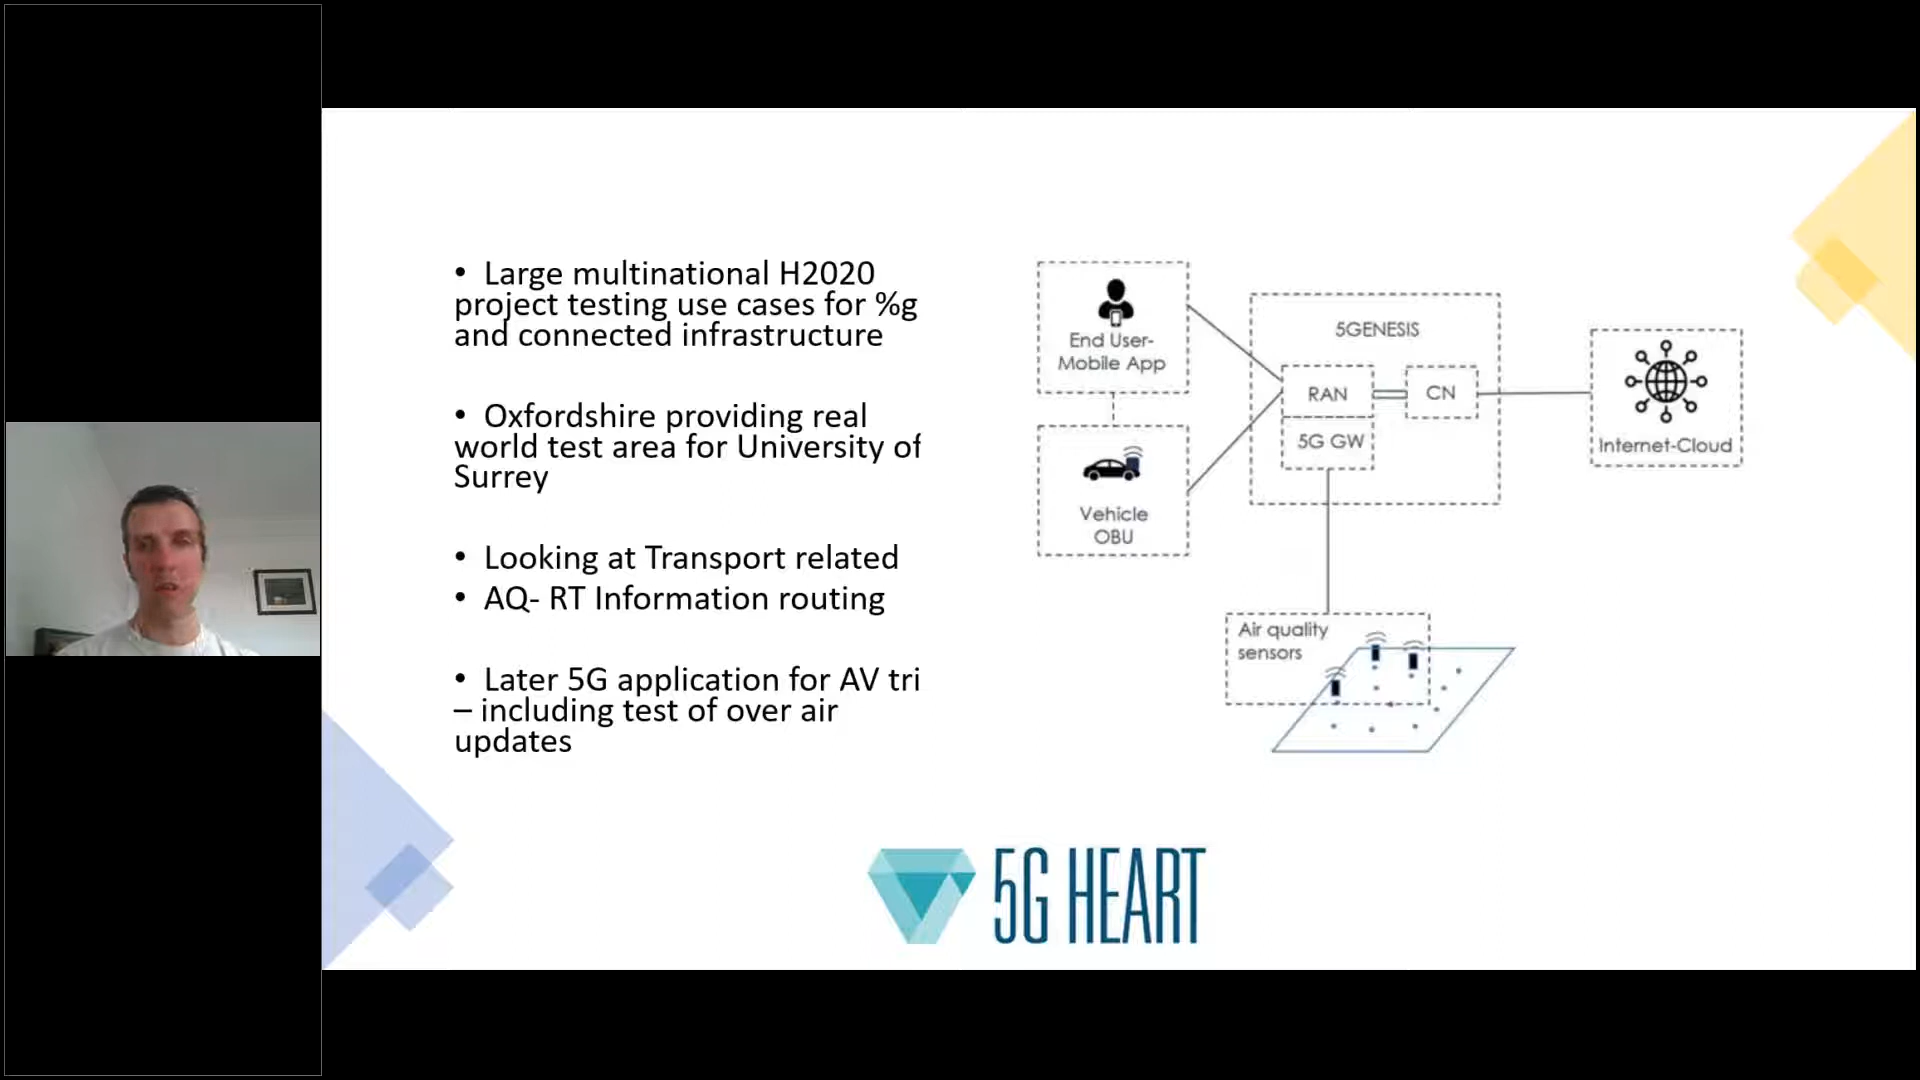 • Large multinational H2020
project testing use cases for %g
and connected infrastructure
• Oxfordshire providing real
world test area for University of
Surrey
• Looking at Transport related
• AQ- RT Information routing
• Later 5G application for AV tri
– including test of over air
updates
End User-
Mobile App
Vehicle
OBU
5GENESIS
RAN
CN
5G GW
Internet-Cloud
Air quality
sensors
5G HEART